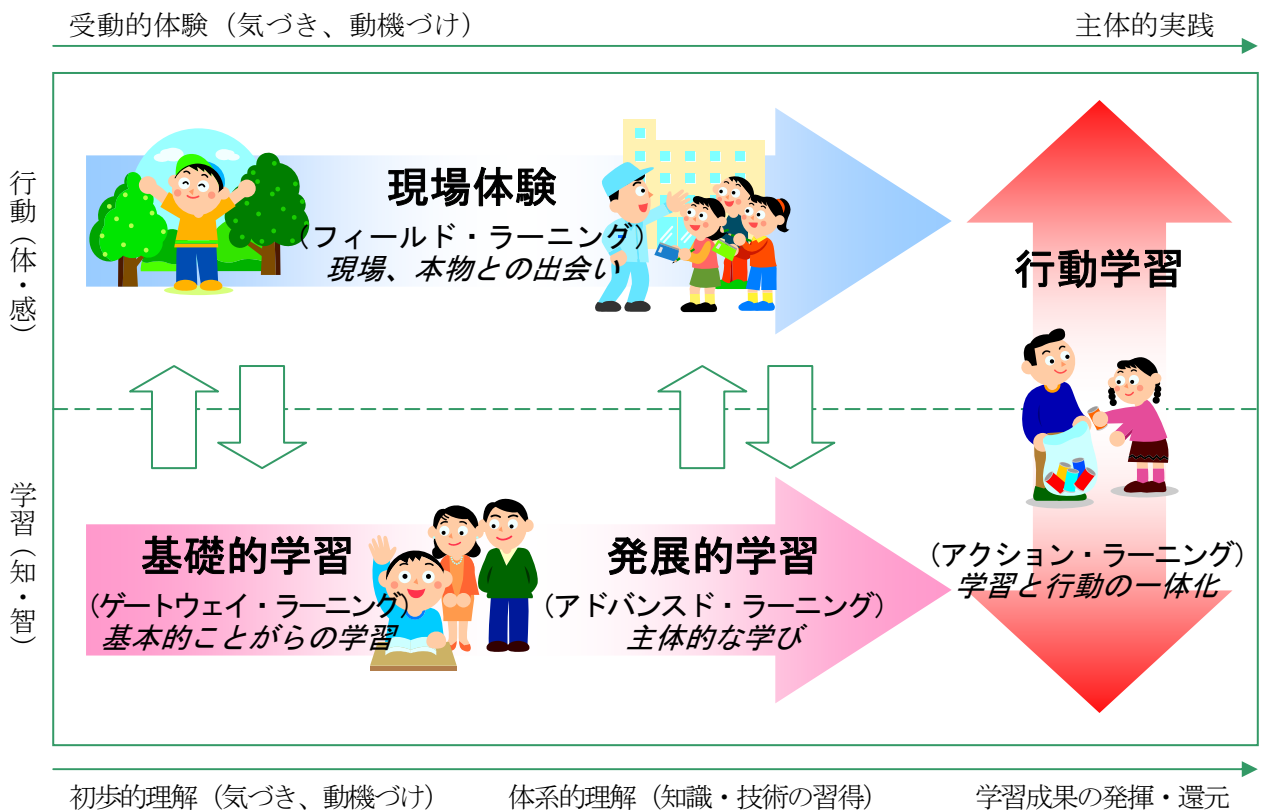 受動的体験（気づき、動機づけ）
主体的実践
行動（体・感）
現場体験
（フィールド・ラーニング）
現場、本物との出会い
行動学習
（アクション・ラーニング）
学習と行動の一体化
学習（知・智）
基礎的学習
（ゲートウェイ・ラーニング）
基本的ことがらの学習
発展的学習
（アドバンスド・ラーニング）
主体的な学び
初歩的理解（気づき、動機づけ）
体系的理解（知識・技術の習得）
学習成果の発揮・還元